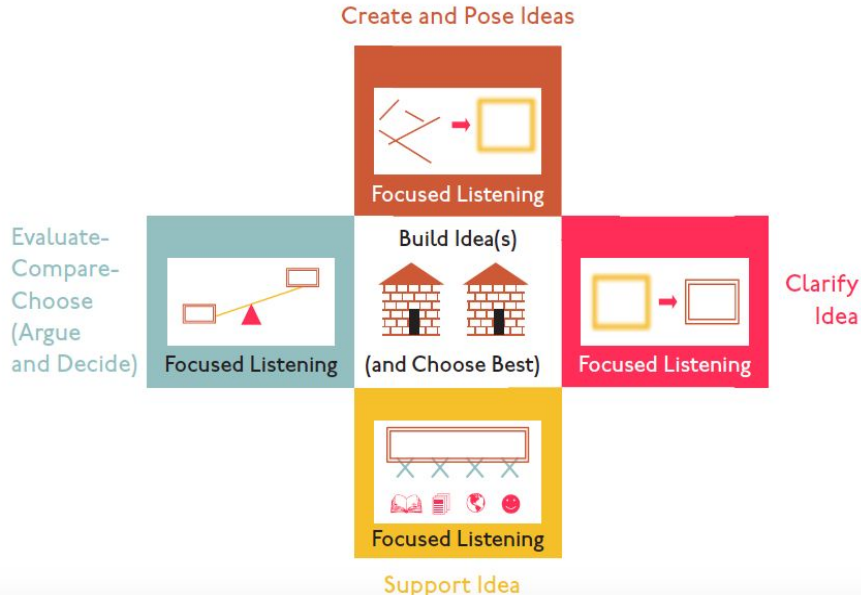 Create and Pose Ideas
Focused Listening
Evaluate-
Compare-
Choose
(Argue
and Decide)
Focused Listening
Build Idea(s)
(and Choose Best)
Focused Listening
Clarify
Idea
Focused Listening
Support Idea